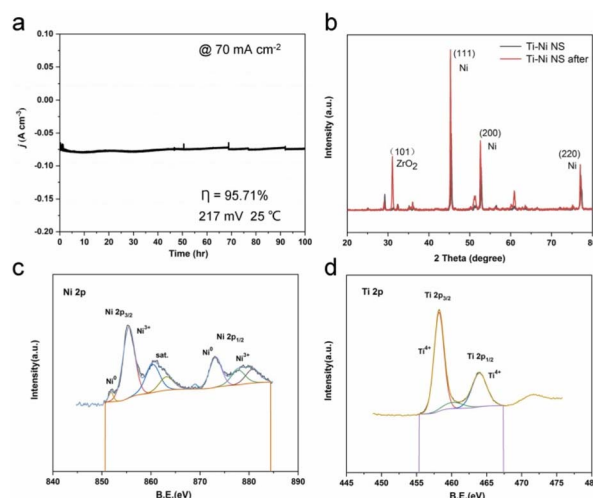 a
@ 70 mA cm-2
0.10
0.05
0.00
-0.05
-0.10
-0.15
-0.20
j (A cm-3)
η = 95.71%
217 mV 25 ℃
0 10 20 30 40 50 60 70 80 90 100
Time (hr)
b
Ti-Ni NS
Ti-Ni NS after
(111)
Ni
(101)
ZrO2
(200)
Ni
(220)
Ni
Intensity (a.u.)
20 30 40 50 60 70 80
2 Theta (degree)
c
Ni 2p
Ni 2p3/2
Ni3+
Ni0
sat.
Ni 2p1/2
Ni0
Ni3+
Intensity(a.u.)
840 850 860 870 880 890
B.E.(eV)
d
Ti 2p
Ti 2p3/2
Ti4+
Ti 2p1/2
Ti4+
Intensity(a.u.)
445 450 455 460 465 470 475
B.E.(eV)